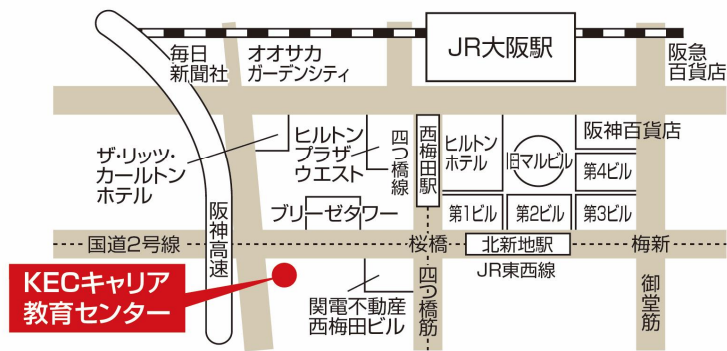 JR大阪駅
毎日
新聞社
オオサカ
ガーデンシティ
阪急
百貨店
ザ・リッツ・
カールトン
ホテル
ヒルトン
プラザ
ウエスト
四つ橋線
西梅田駅
ヒルトン
ホテル
旧マルビル
阪神百貨店
第4ビル
ブリーゼタワー
第1ビル
第2ビル
第3ビル
阪神高速
国道2号線
桜橋
北新地駅
梅新
JR東西線
KECキャリア
教育センター
関電不動産
西梅田ビル
四つ橋筋
御堂筋